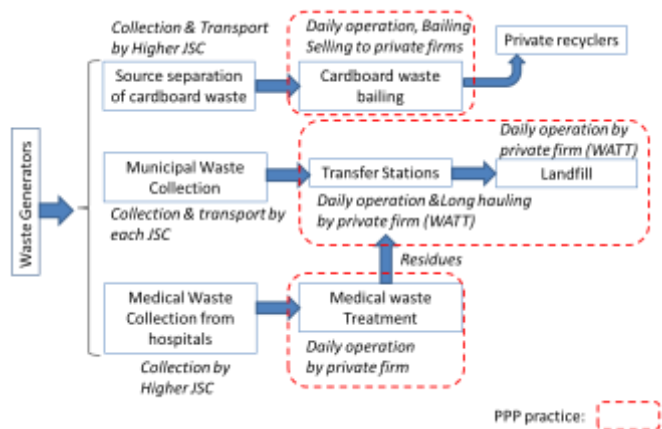 Collection & Transport
by Higher JSC
Daily operation, Bailing
Selling to private firms
Private recyclers
Source separation
of cardboard waste
Cardboard waste
bailing
Waste Generators
Daily operation by
private firm (WATT)
Municipal Waste
Collection
Transfer Stations
Landfill
Collection & transport by
each JSC
Daily operation &Long hauling
by private firm (WATT)
Residues
Medical Waste
Collection from
hospitals
Medical waste
Treatment
Daily operation
by private firm
Collection by
Higher JSC
PPP practice: